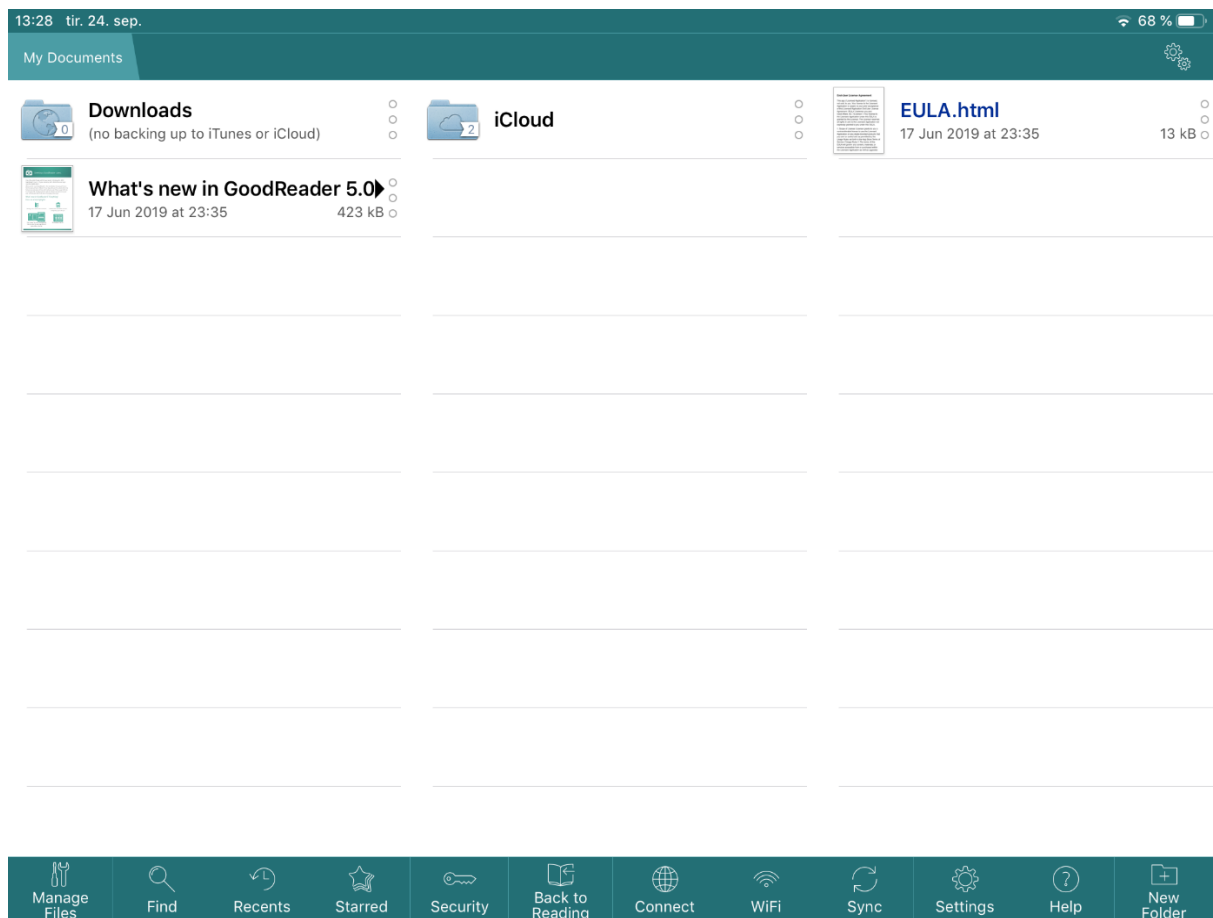 13:28 tir. 24. sep.
68 %
My Documents
Downloads
(no backing up to iTunes or iCloud)
0
iCloud
2
EULA.html
17 Jun 2019 at 23:35
13 kB
What's new in GoodReader 5.0
17 Jun 2019 at 23:35
423 kB
Manage Files
Find
Recents
Starred
Security
Back to Reading
Connect
WiFi
Sync
Settings
Help
New Folder